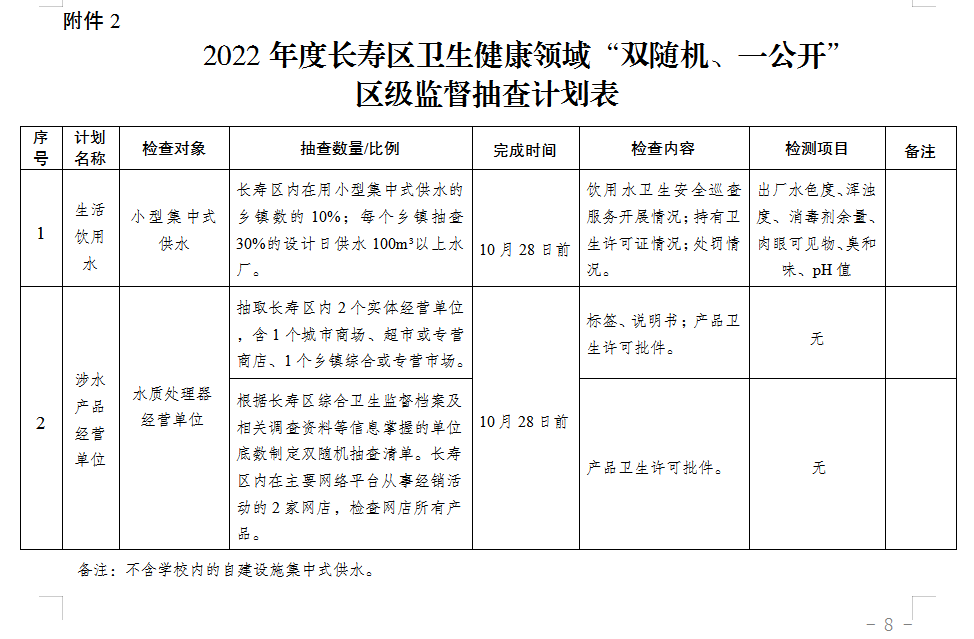 附件 2
2022 年度长寿区卫生健康领域“双随机、一公开”
区级监督抽查计划表
序号 计划名称 检查对象 抽查数量/比例 完成时间 检查内容 检测项目 备注
1
生活
饮用
水
小型集中式
供水
长寿区内在用小型集中式供水的
乡镇数的 10%；每个乡镇抽查
30%的设计日供水 100m³以上水
厂。
10 月 28 日前
饮用水卫生安全巡查
服务开展情况；持有卫
生许可证情况；处罚情
况。
出厂水色度、浑浊
度、消毒剂余量、
肉眼可见物、臭和
味、pH 值
2
涉水
产品
经营
单位
水质处理器
经营单位
抽取长寿区内 2 个实体经营单位
，含 1 个城市商场、超市或专营
商店、1 个乡镇综合或专营市场。
10 月 28 日前
标签、说明书；产品卫
生许可批件。
无
根据长寿区综合卫生监督档案及
相关调查资料等信息掌握的单位
底数制定双随机抽查清单。长寿
区内在主要网络平台从事经销活
动的 2 家网店，检查网店所有产
品。
产品卫生许可批件。
无
备注：不含学校内的自建设施集中式供水。
- 8 -